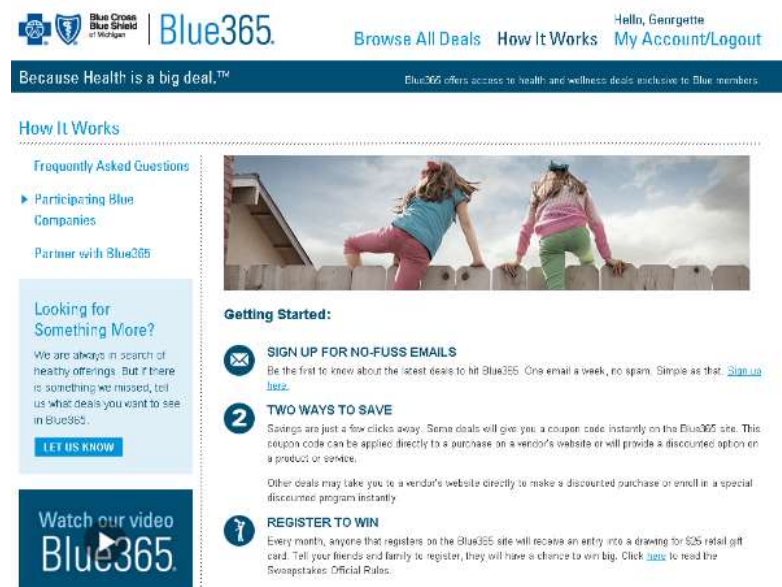 Blue Cross
Blue Shield
of Michigan
Blue365.
Browse All Deals How It Works
Hello, Georgette
My Account/Logout
Because Health is a big deal.™
Blue365 offers access to health and wellness deals exclusive to Blue members.
How It Works
Frequently Asked Questions
Participating Blue
Companies
Partner with Blue365
Looking for
Something More?
We are always in search of
healthy offerings. But if there
is something we missed, tell
us what deals you want to see
in Blue365.
LET US KNOW
Watch our video
Blue365.
Getting Started:
SIGN UP FOR NO-FUSS EMAILS
Be the first to know about the latest deals to hit Blue365. One email a week, no spam. Simple as that. Sign up
here.
2
TWO WAYS TO SAVE
Savings are just a few clicks away. Some deals will give you a coupon code instantly on the Blue365 site. This
coupon code can be applied directly to a purchase on a vendor's website or will provide a discounted option on
a product or service.
Other deals may take you to a vendor's website directly to make a discounted purchase or enroll in a special
discounted program instantly
REGISTER TO WIN
Every month, anyone that registers on the Blue365 site will receive an entry into a drawing for $25 retail gift
card. Tell your friends and family to register, they will have a chance to win big. Click here to read the
Sweepstakes Official Rules.